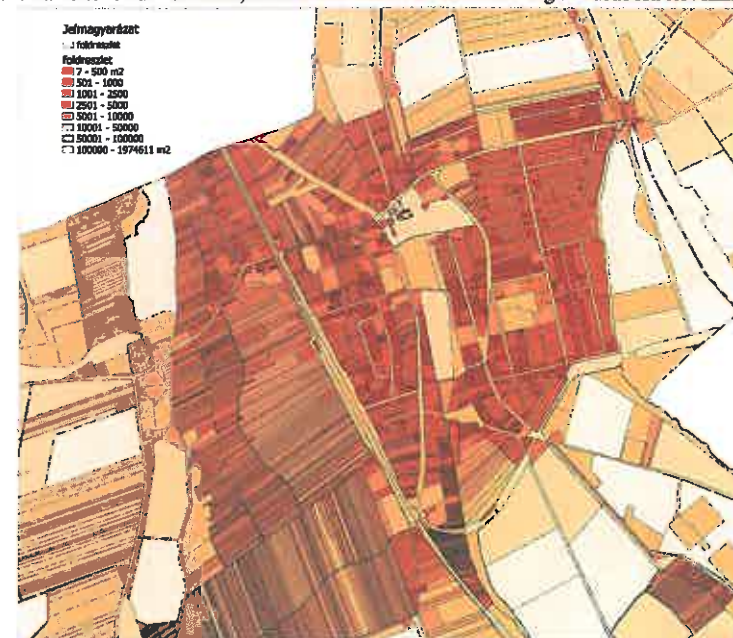 Jelmagyarázat
földrészlet
földrészlet
7 - 500 m2
501 - 1000
1001 - 2500
2501 - 5000
5001 - 10000
10001 - 50000
50001 - 100000
100000 - 1974611 m2